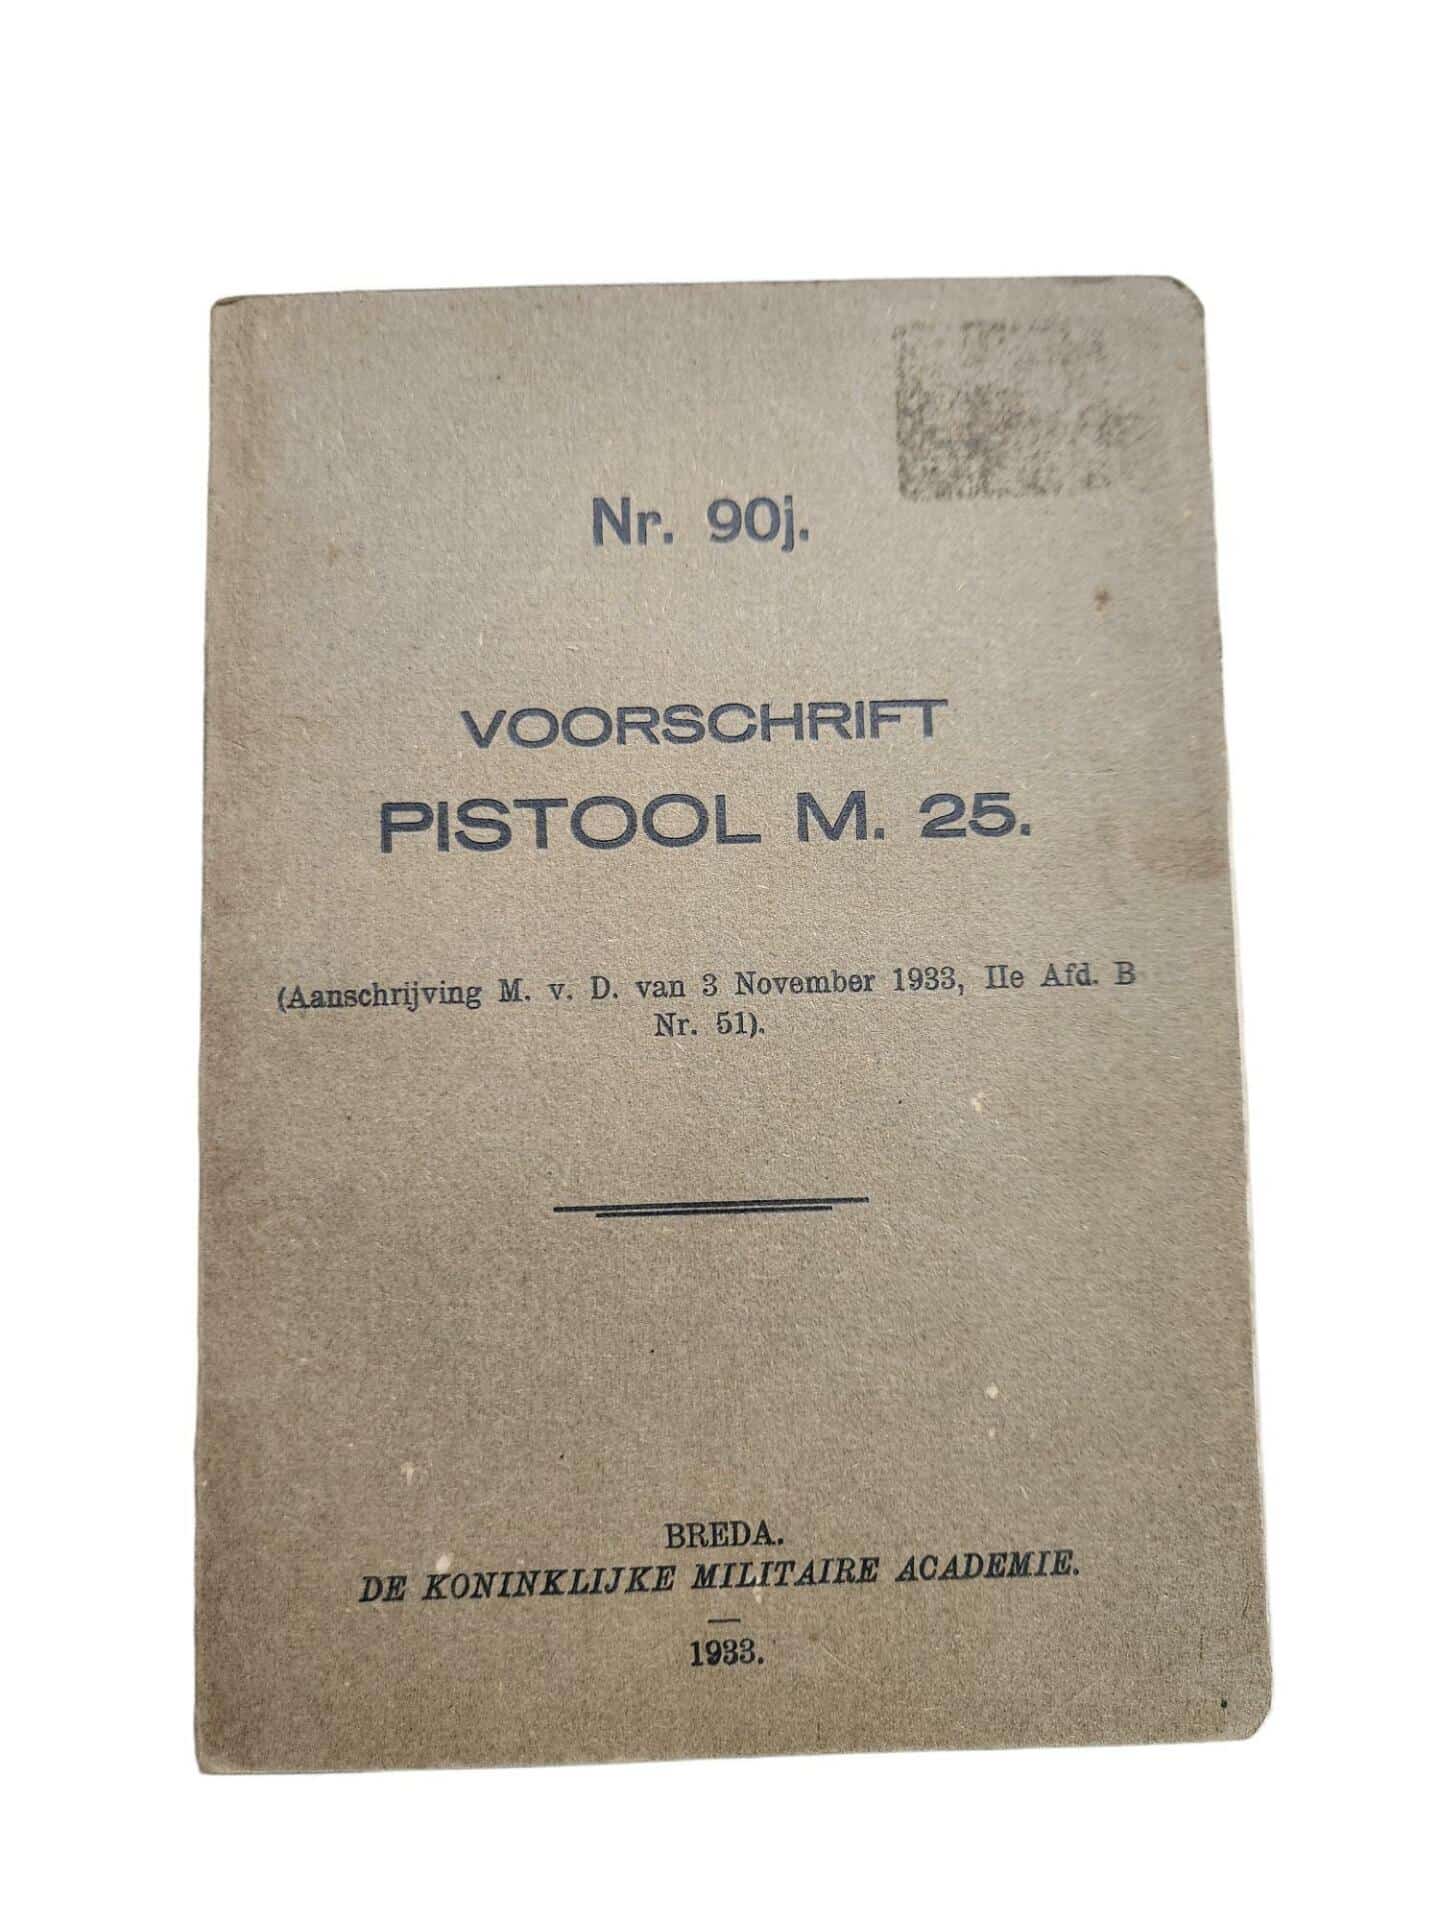 Nr. 90j.
VOORSCHRIFT
PISTOOL M. 25.
(Aanschrijving M. v. D. van 3 November 1933, IIe Afd. B
Nr. 51).
BREDA.
DE KONINKLIJKE MILITAIRE ACADEMIE.
1933.